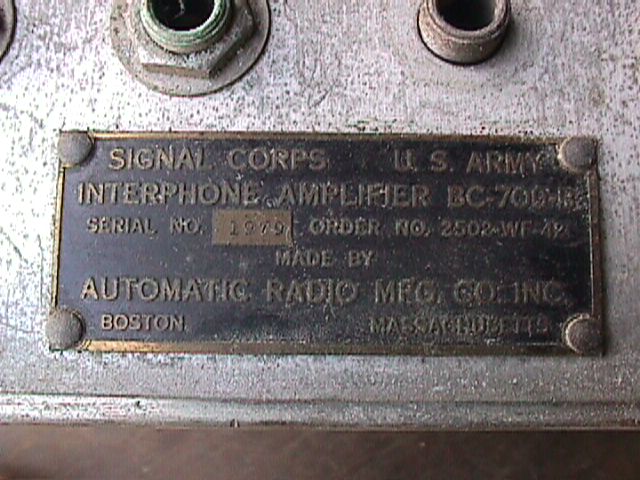 SIGNAL CORPS U. S. ARMY
INTERPHONE AMPLIFIER BC-709-B
SERIAL NO. 1979 ORDER NO. 2502-WF-42
MADE BY
AUTOMATIC RADIO MFG. CO. INC.
BOSTON MASSACHUSETTS